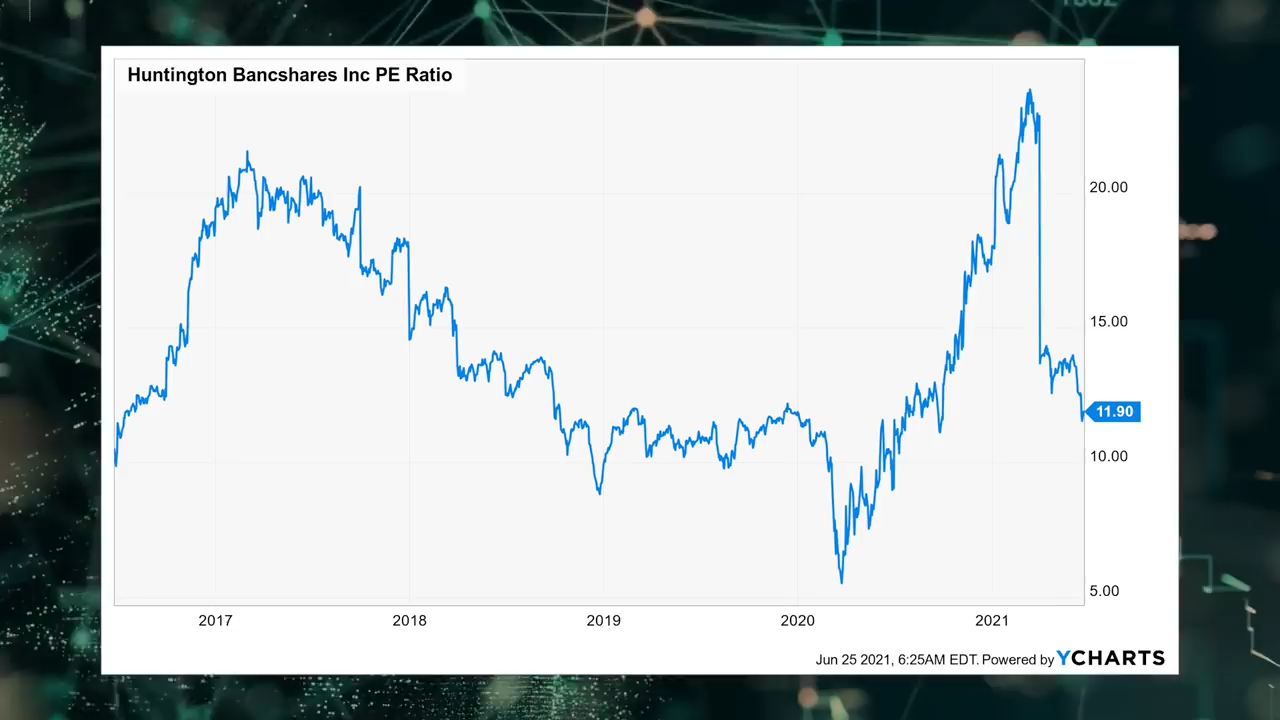 Huntington Bancshares Inc PE Ratio
20.00
15.00
11.90
10.00
5.00
2017 2018 2019 2020 2021
Jun 25 2021, 6:25AM EDT. Powered by YCHARTS